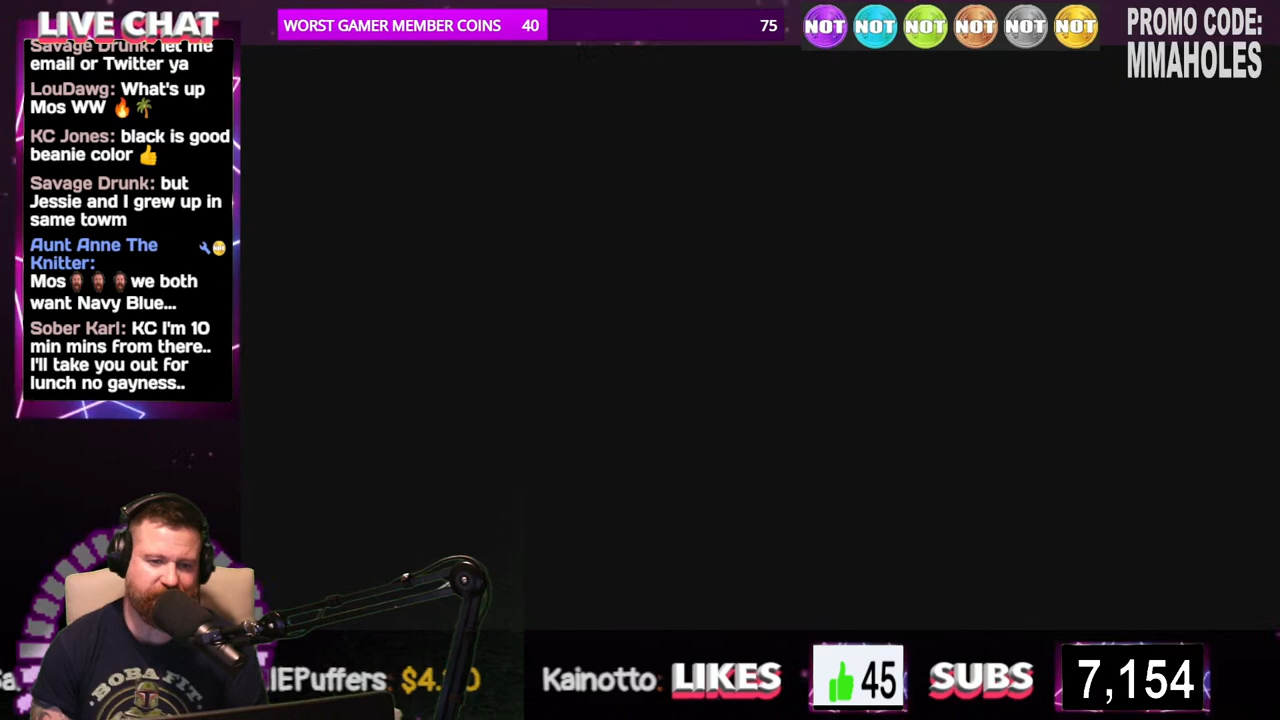 LIVE CHAT
Savage Drunk: let me
email or Twitter ya
LouDawg: What's up
Mos WW 🔥🌴
KC Jones: black is good
beanie color 👍
Savage Drunk: but
Jessie and I grew up in
same towm
Aunt Anne The
Knitter:
Mos we both
want Navy Blue...
Sober Karl: KC I'm 10
min mins from there..
I'll take you out for
lunch no gayness..
WORST GAMER MEMBER COINS 40 75
NOT NOT NOT NOT NOT NOT
PROMO CODE:
MMAHOLES
BOBA FIT
Kainotto: LIKES 45 SUBS 7,154